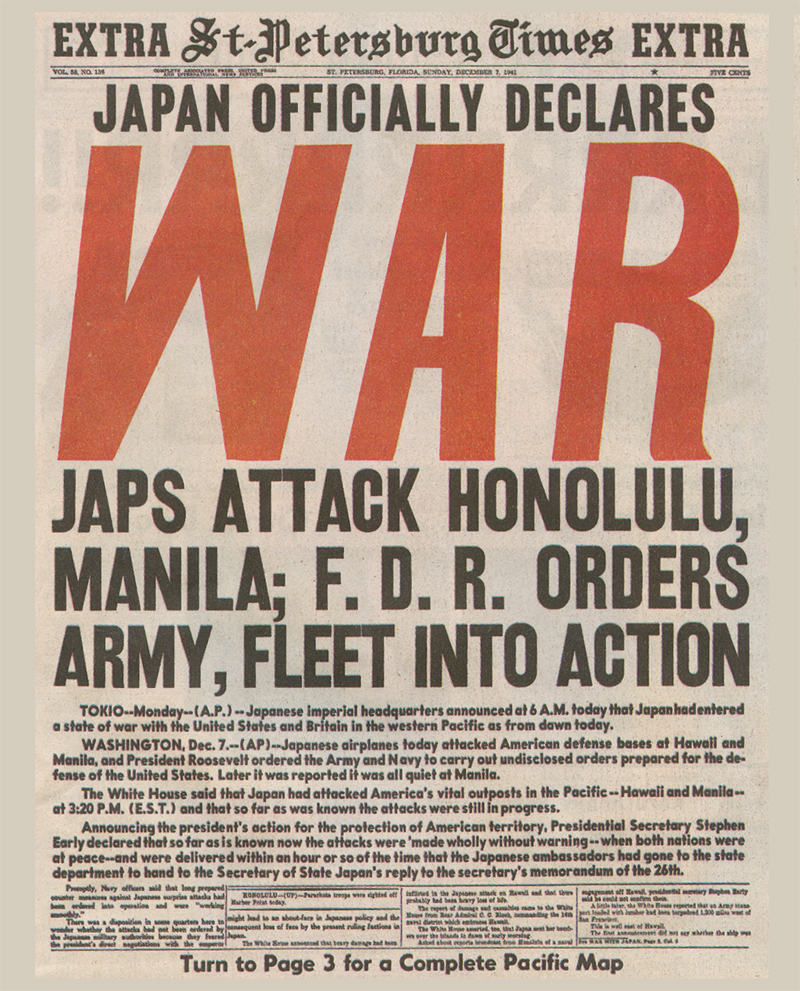 EXTRA St. Petersburg Times EXTRA
VOL. 58, NO. 136 COMPLETE ASSOCIATED PRESS, UNITED PRESS AND INTERNATIONAL NEWS SERVICES ST. PETERSBURG, FLORIDA, SUNDAY, DECEMBER 7, 1941 FIVE CENTS
JAPAN OFFICIALLY DECLARES
WAR
JAPS ATTACK HONOLULU,
MANILA; F. D. R. ORDERS
ARMY, FLEET INTO ACTION
TOKIO--Monday--(A.P.)--Japanese imperial headquarters announced at 6 A.M. today that Japan had entered
a state of war with the United States and Britain in the western Pacific as from dawn today.
WASHINGTON, Dec. 7.--(AP)--Japanese airplanes today attacked American defense bases at Hawaii and
Manila, and President Roosevelt ordered the Army and Navy to carry out undisclosed orders prepared for the de-
fense of the United States. Later it was reported it was all quiet at Manila.
The White House said that Japan had attacked America's vital outposts in the Pacific--Hawaii and Manila--
at 3:20 P.M. (E.S.T.) and that so far as was known the attacks were still in progress.
Announcing the president's action for the protection of American territory, Presidential Secretary Stephen
Early declared that so far as is known now the attacks were 'made wholly without warning--when both nations were
at peace--and were delivered within an hour or so of the time that the Japanese ambassadors had gone to the state
department to hand to the Secretary of State Japan's reply to the secretary's memorandum of the 26th.
Promptly, Navy officers said that long prepared
counter measures against Japanese surprise attacks had
been ordered into operation and were "working
smoothly."
There was a disposition in some quarters here to
wonder whether the attacks had not been ordered by
the Japanese military authorities because they feared
the president's direct negotiations with the emperor
might lead to an about-face in Japanese policy and the
consequent loss of face by the present ruling factions in
Japan.
HONOLULU--(UP)--Parachute troops were sighted off
Harbor Point today.
The White House announced that heavy damage had been
inflicted in the Japanese attack on Hawaii and that there
probably had been heavy loss of life.
The report of damage and casualties came to the White
House from Rear Admiral C. C. Bloch, commanding the 14th
naval district which embraces Hawaii.
The White House asserted, too, that Japan sent her bomb-
ers over the islands in dawn of early morning.
Asked about reports broadcast from Honolulu of a naval
engagement off Hawaii, presidential secretary Stephen Early
said he could not confirm them.
A little later, the White House reported that an Army trans-
port loaded with lumber had been torpedoed 1,300 miles west of
San Francisco.
This is well east of Hawaii.
The first announcement did not say whether the ship was
See WAR WITH JAPAN, Page 2, Col. 5
Turn to Page 3 for a Complete Pacific Map